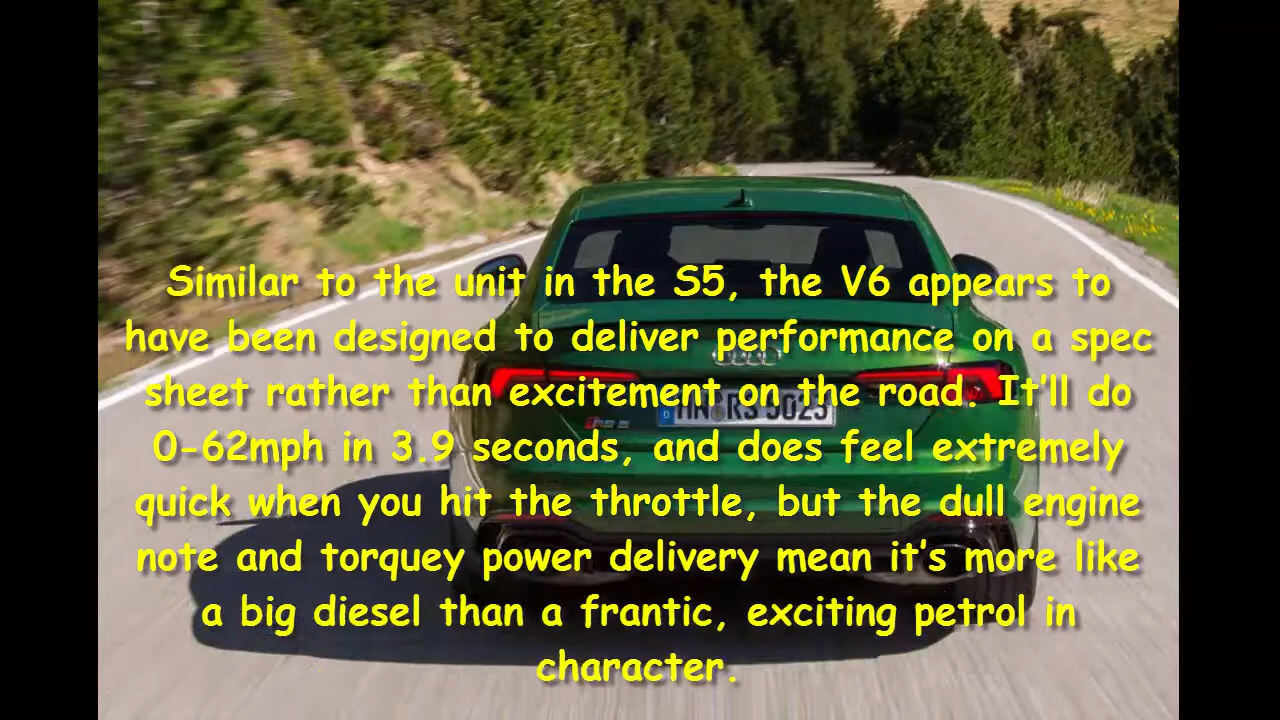 Similar to the unit in the S5, the V6 appears to
have been designed to deliver performance on a spec
sheet rather than excitement on the road. It’ll do
0-62mph in 3.9 seconds, and does feel extremely
quick when you hit the throttle, but the dull engine
note and torquey power delivery mean it’s more like
a big diesel than a frantic, exciting petrol in
character.
Audi
RS 5